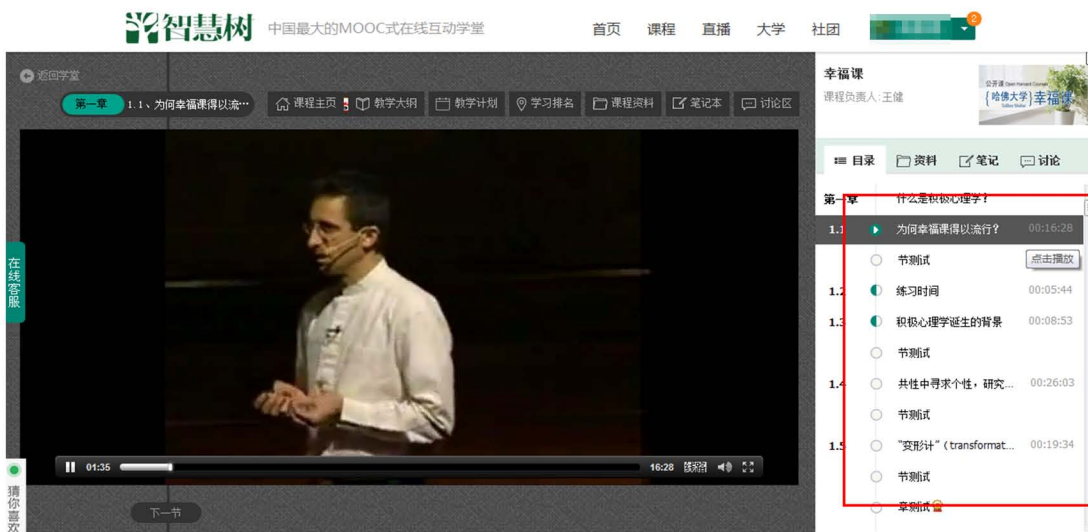 智慧树 中国最大的MOOC式在线互动学堂 首页 课程 直播 大学 社团 2
返回学堂
第一章 1.1、为何幸福课得以流… 课程主页 教学大纲 教学计划 学习排名 课程资料 笔记本 讨论区
在线客服
01:35 16:28
下一节
猜你喜欢
幸福课
课程负责人:王健
公开课
{哈佛大学}幸福课
目录 资料 笔记 讨论
第一章 什么是积极心理学?
1.1 为何幸福课得以流行? 00:16:28
节测试 点击播放
1.2 练习时间 00:05:44
1.3 积极心理学诞生的背景 00:08:53
节测试
1.4 共性中寻求个性，研究... 00:26:03
节测试
1.5 "变形计"（transformat... 00:19:34
节测试
章测试